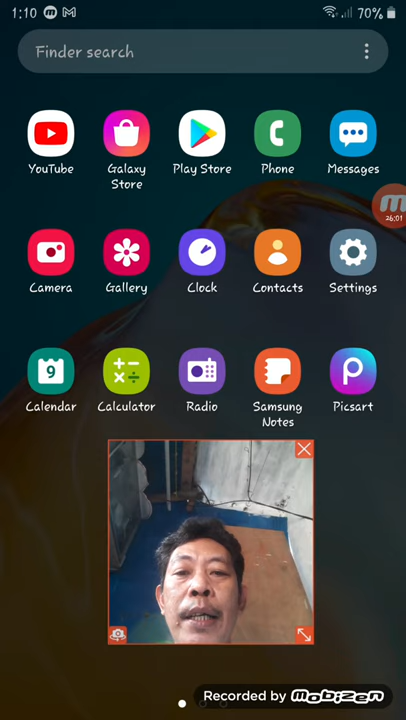 1:10
70%
Finder search
YouTube
Galaxy
Store
Play Store
Phone
Messages
26:01
Camera
Gallery
Clock
Contacts
Settings
9
Calendar
Calculator
Radio
Samsung
Notes
Picsart
Recorded by mobizen